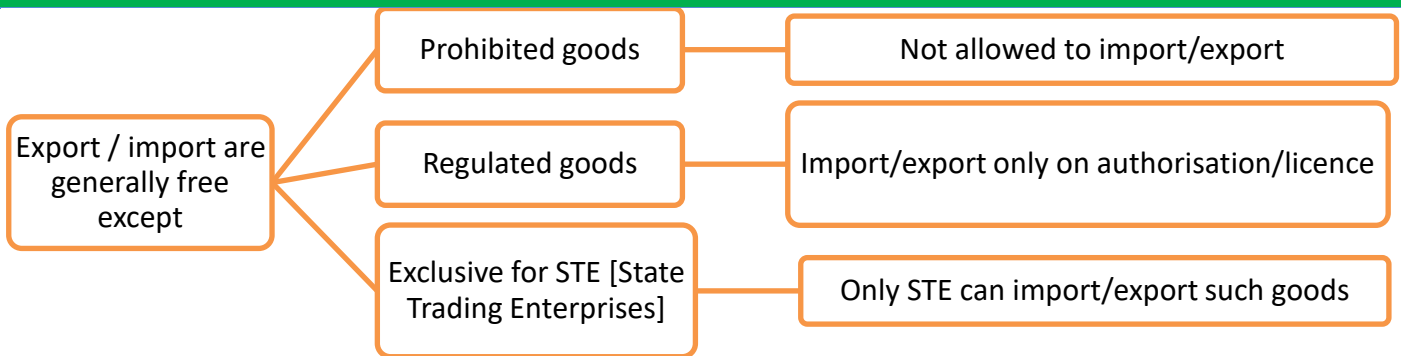 Export / import are
generally free
except
Prohibited goods
Not allowed to import/export
Regulated goods
Import/export only on authorisation/licence
Exclusive for STE [State
Trading Enterprises]
Only STE can import/export such goods